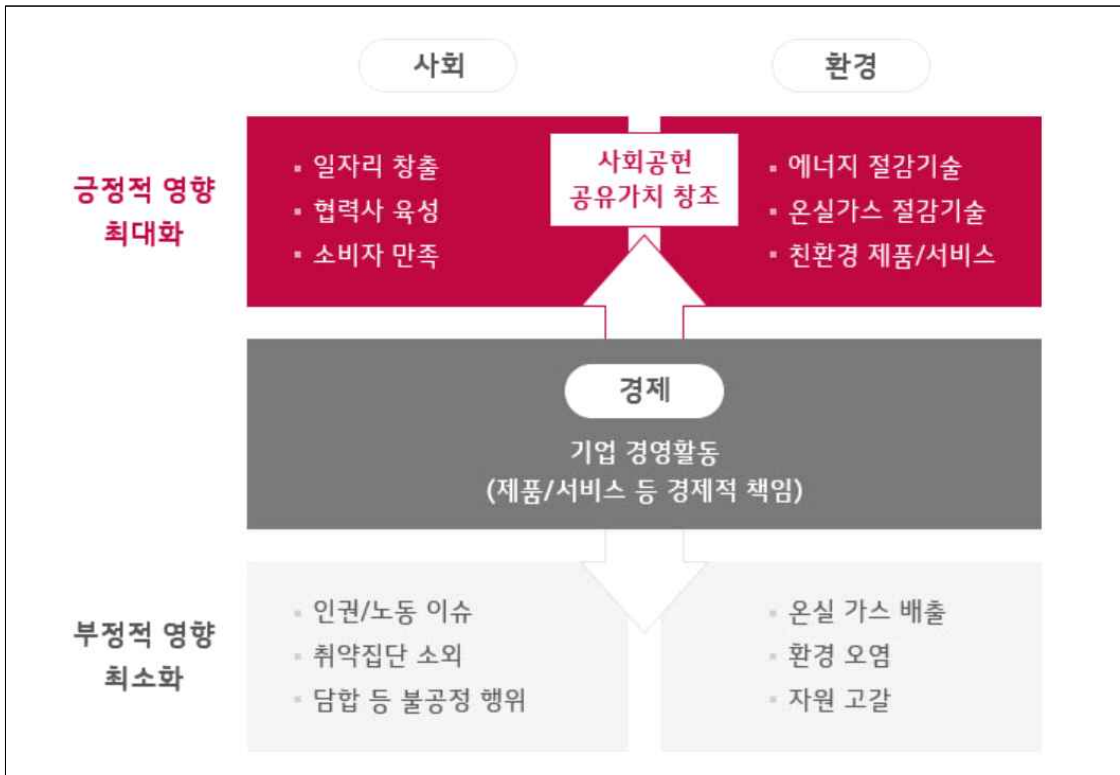 사회
환경
긍정적 영향
최대화
▪ 일자리 창출
▪ 협력사 육성
▪ 소비자 만족
사회공헌
공유가치 창조
▪ 에너지 절감기술
▪ 온실가스 절감기술
▪ 친환경 제품/서비스
경제
기업 경영활동
(제품/서비스 등 경제적 책임)
부정적 영향
최소화
▪ 인권/노동 이슈
▪ 취약집단 소외
▪ 담합 등 불공정 행위
▪ 온실 가스 배출
▪ 환경 오염
▪ 자원 고갈